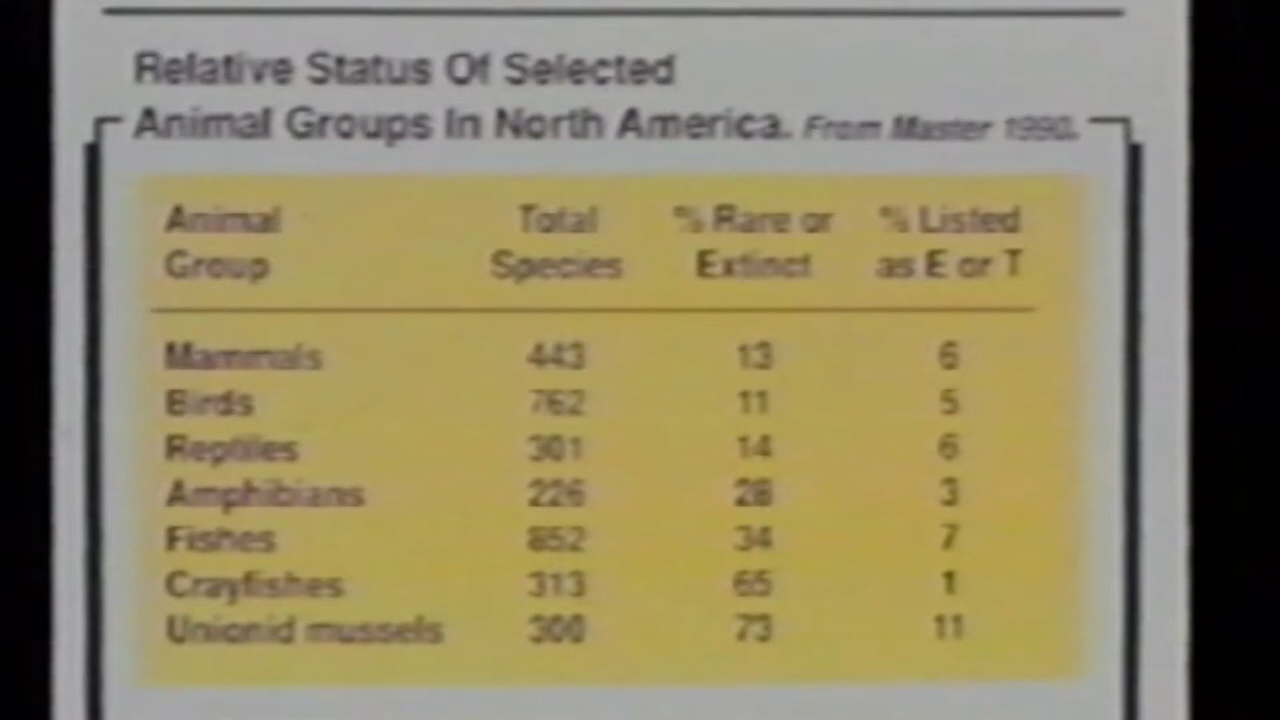 Relative Status Of Selected
Animal Groups In North America. From Master 1990.
Animal Group Total Species % Rare or Extinct % Listed as E or T
Mammals 443 13 6
Birds 762 11 5
Reptiles 301 14 6
Amphibians 226 28 3
Fishes 852 34 7
Crayfishes 313 65 1
Unionid mussels 300 73 11